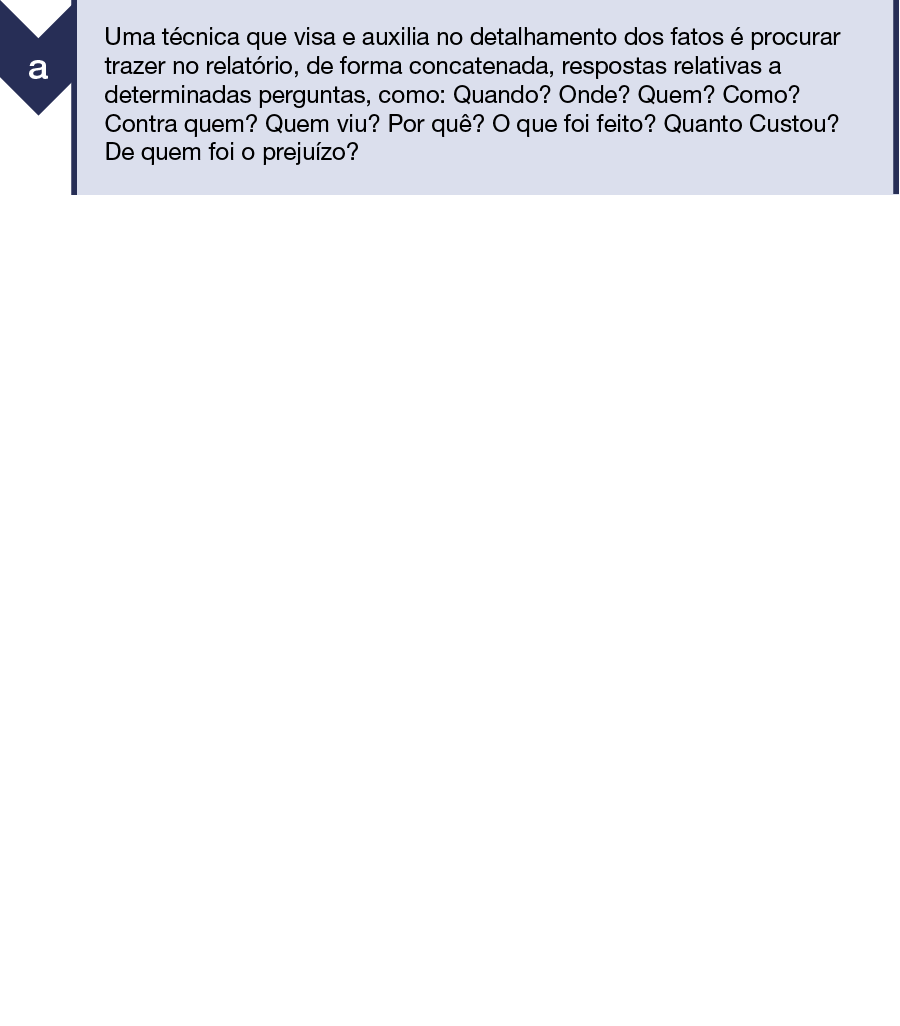 a
Uma técnica que visa e auxilia no detalhamento dos fatos é procurar
trazer no relatório, de forma concatenada, respostas relativas a
determinadas perguntas, como: Quando? Onde? Quem? Como?
Contra quem? Quem viu? Por quê? O que foi feito? Quanto Custou?
De quem foi o prejuízo?